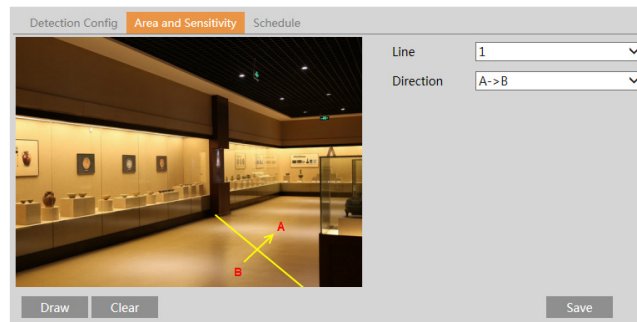 Detection Config Area and Sensitivity Schedule
Line 1
Direction A->B
A
B
Draw Clear Save